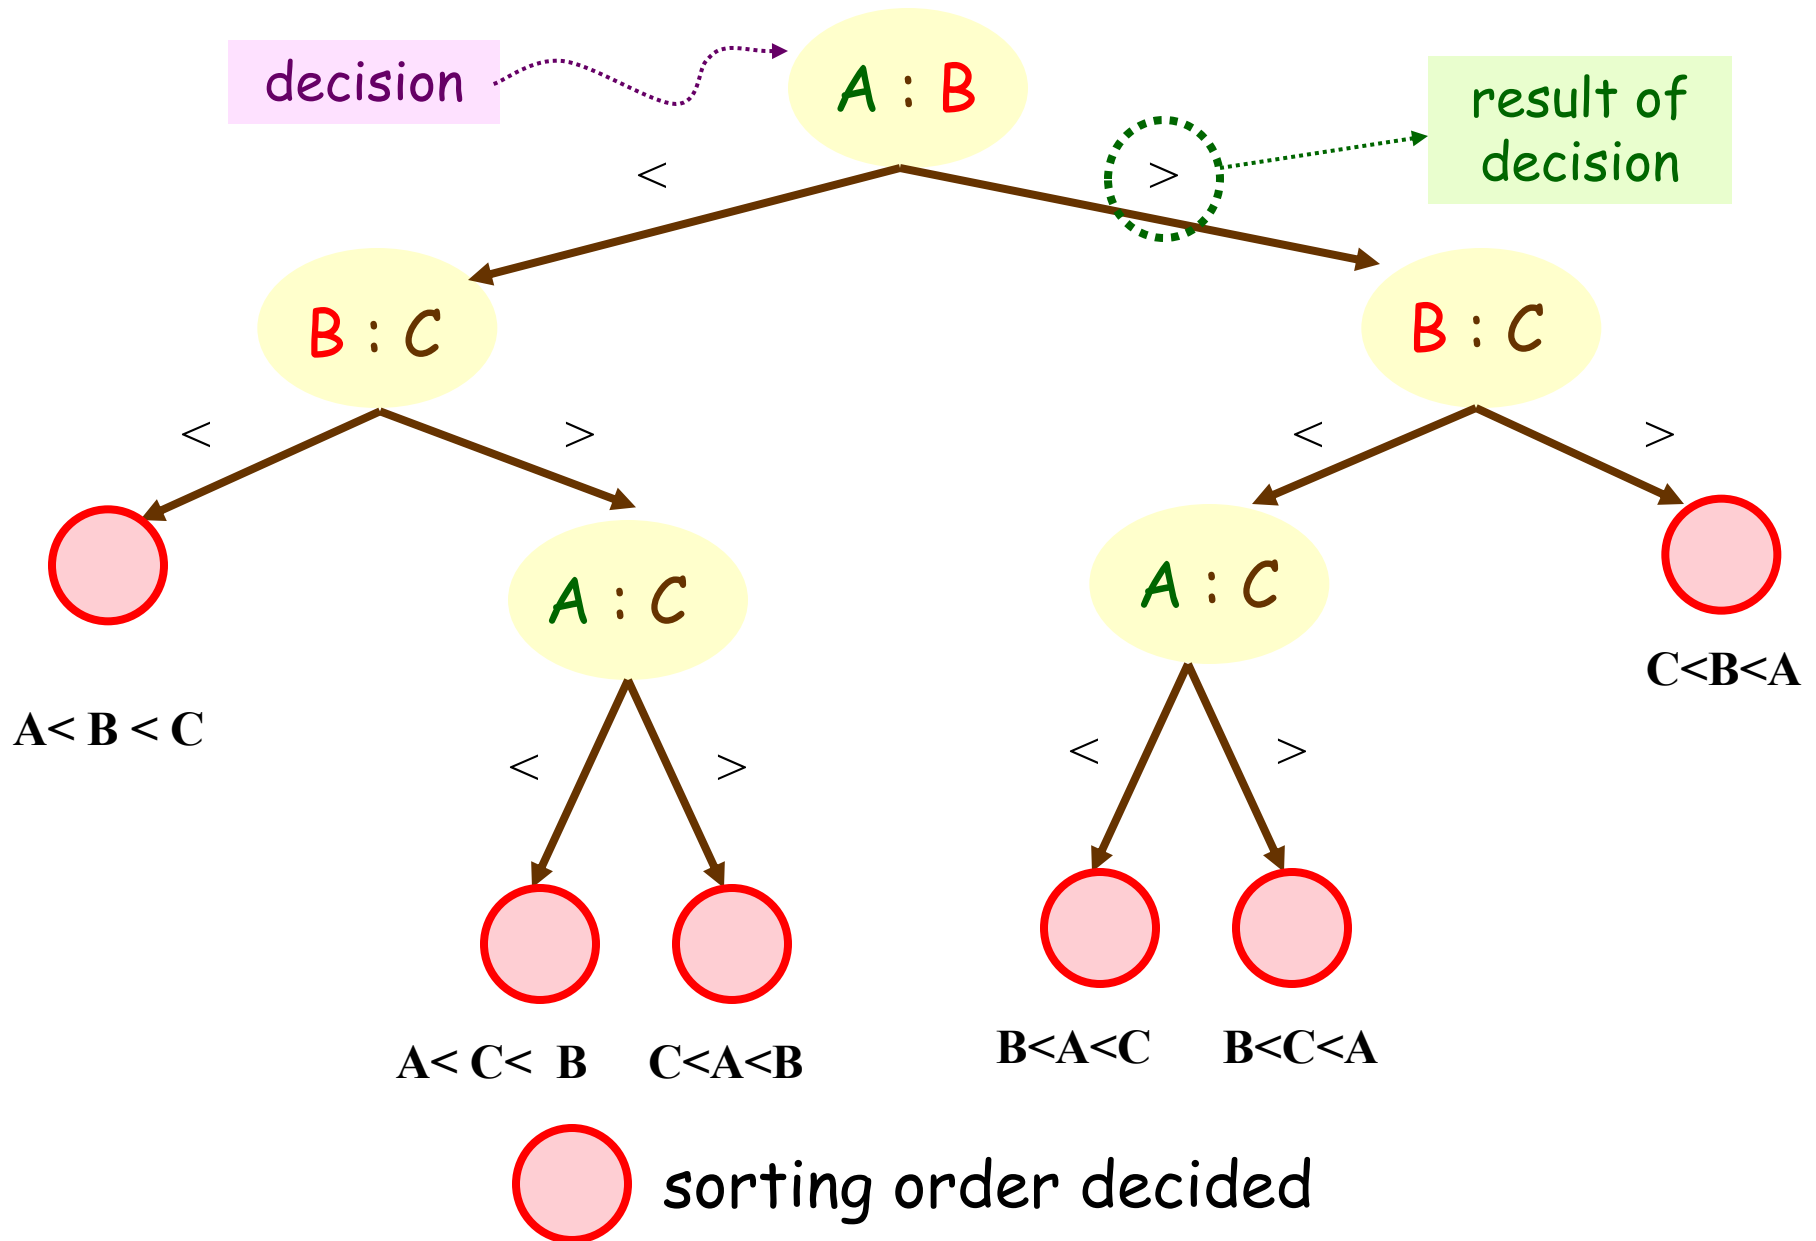 decision
A : B
result of
decision
<
>
B : C
B : C
<
>
<
>
A : C
A : C
C<B<A
A< B < C
<
>
<
>
A< C< B
C<A<B
B<A<C
B<C<A
sorting order decided